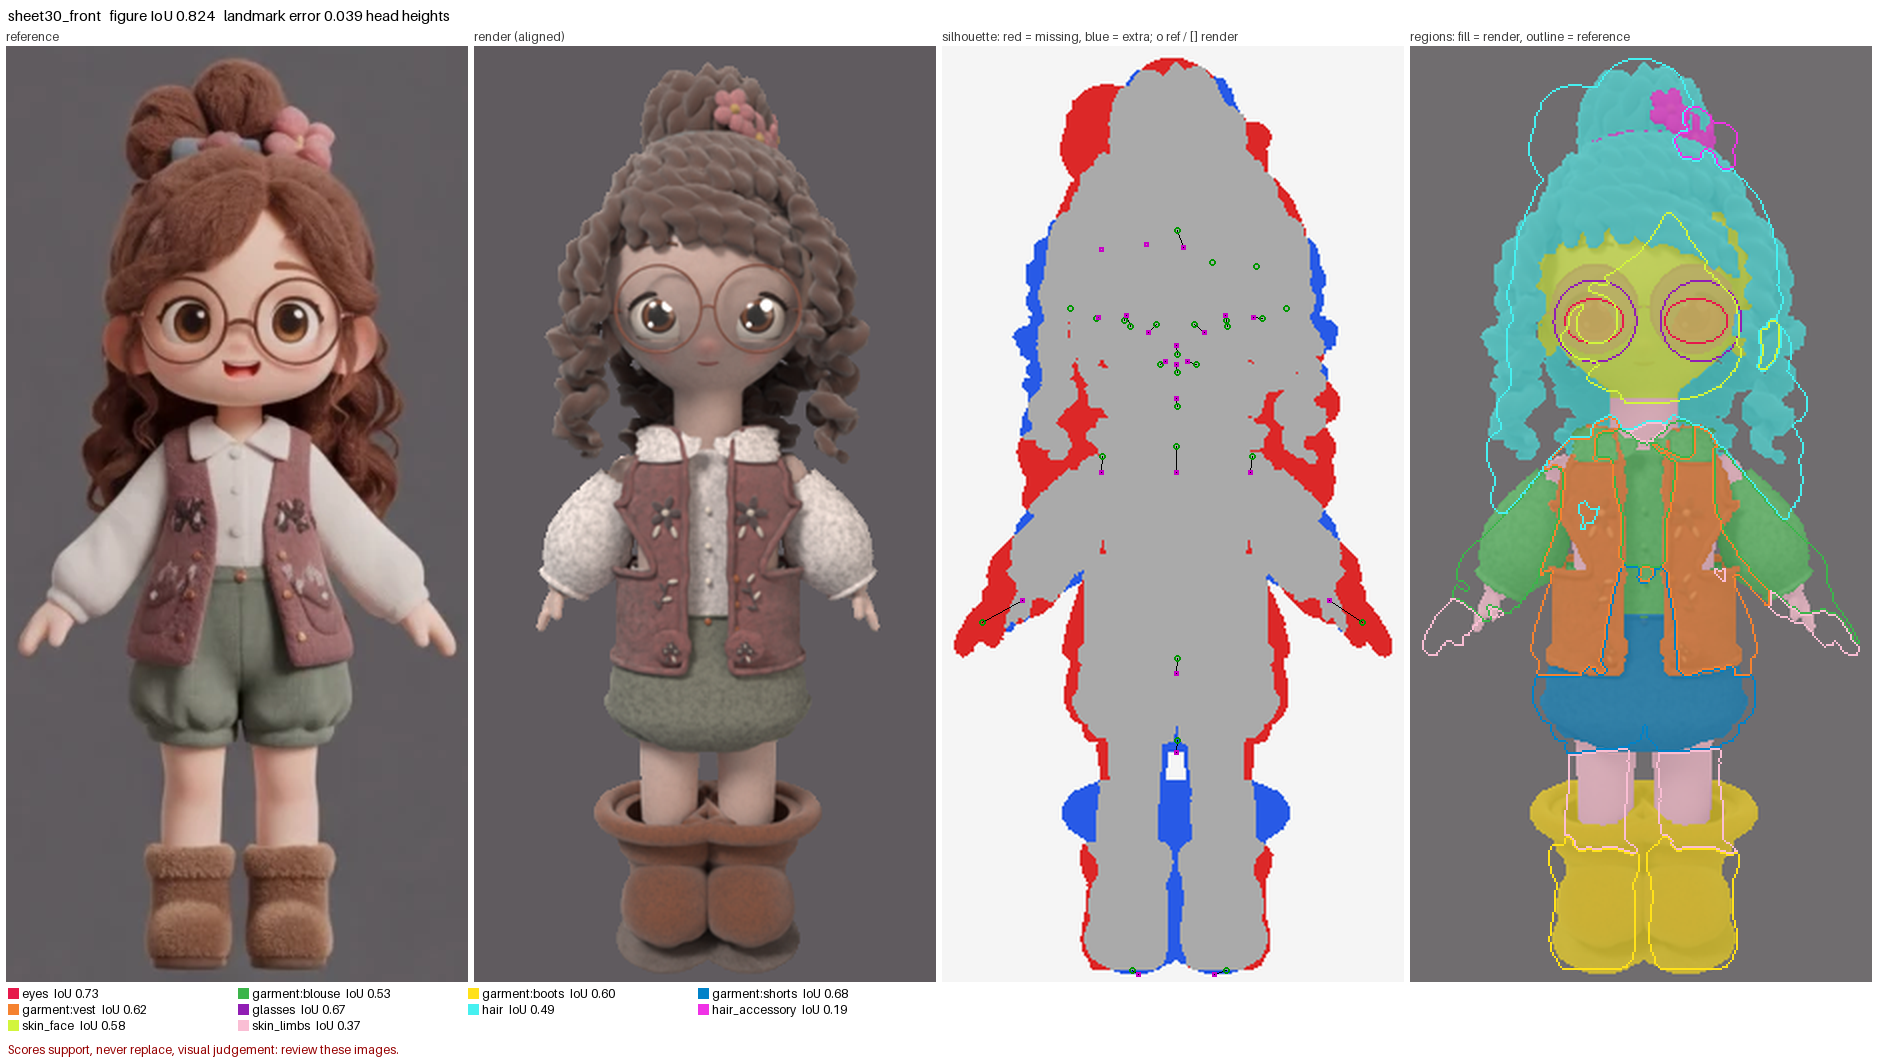 sheet30_front figure IoU 0.824 landmark error 0.039 head heights
reference
render (aligned)
silhouette: red = missing, blue = extra; o ref / [] render
regions: fill = render, outline = reference
eyes IoU 0.73
garment:blouse IoU 0.53
garment:boots IoU 0.60
garment:shorts IoU 0.68
garment:vest IoU 0.62
glasses IoU 0.67
hair IoU 0.49
hair_accessory IoU 0.19
skin_face IoU 0.58
skin_limbs IoU 0.37
Scores support, never replace, visual judgement: review these images.